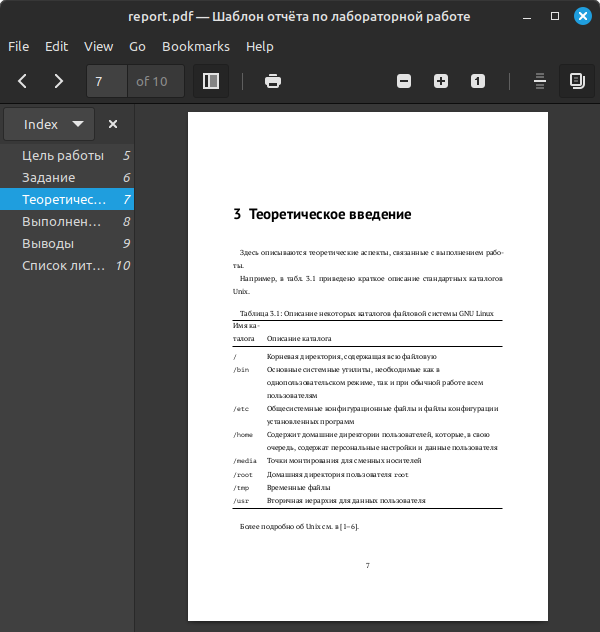 report.pdf — Шаблон отчёта по лабораторной работе
File Edit View Go Bookmarks Help
7 of 10
1
Index
Цель работы 5
Задание 6
Теоретичес… 7
Выполнен… 8
Выводы 9
Список лит… 10
3 Теоретическое введение
Здесь описываются теоретические аспекты, связанные с выполнением рабо-
ты.
Например, в табл. 3.1 приведено краткое описание стандартных каталогов
Unix.
Таблица 3.1: Описание некоторых каталогов файловой системы GNU Linux
Имя ка-
талога Описание каталога
/ Корневая директория, содержащая всю файловую
/bin Основные системные утилиты, необходимые как в
однопользовательском режиме, так и при обычной работе всем
пользователям
/etc Общесистемные конфигурационные файлы и файлы конфигурации
установленных программ
/home Содержит домашние директории пользователей, которые, в свою
очередь, содержат персональные настройки и данные пользователя
/media Точки монтирования для сменных носителей
/root Домашняя директория пользователя root
/tmp Временные файлы
/usr Вторичная иерархия для данных пользователя
Более подробно об Unix см. в [1–6].
7